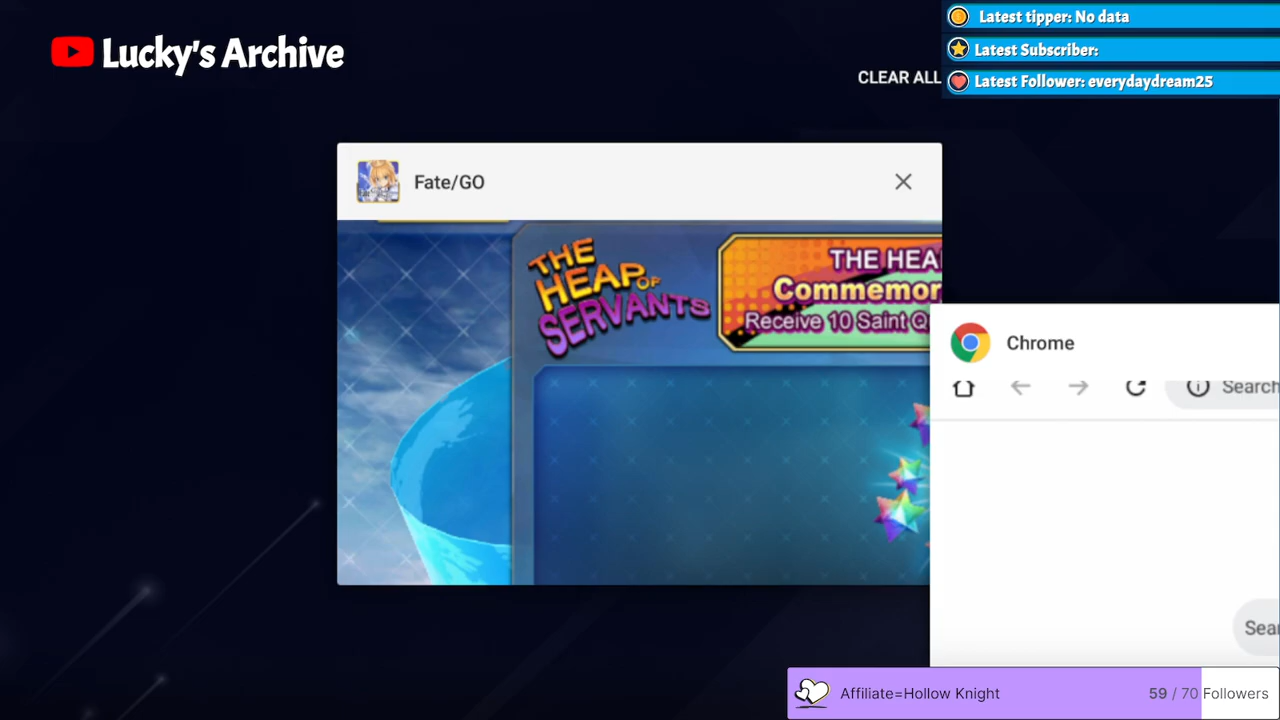 Lucky's Archive
Latest tipper: No data
Latest Subscriber:
Latest Follower: everydaydream25
CLEAR ALL
Fate/GO
THE
HEAP OF
SERVANTS
THE HEA
Commemor
Receive 10 Saint Q
Chrome
Search
Sear
Affiliate=Hollow Knight
59 / 70 Followers